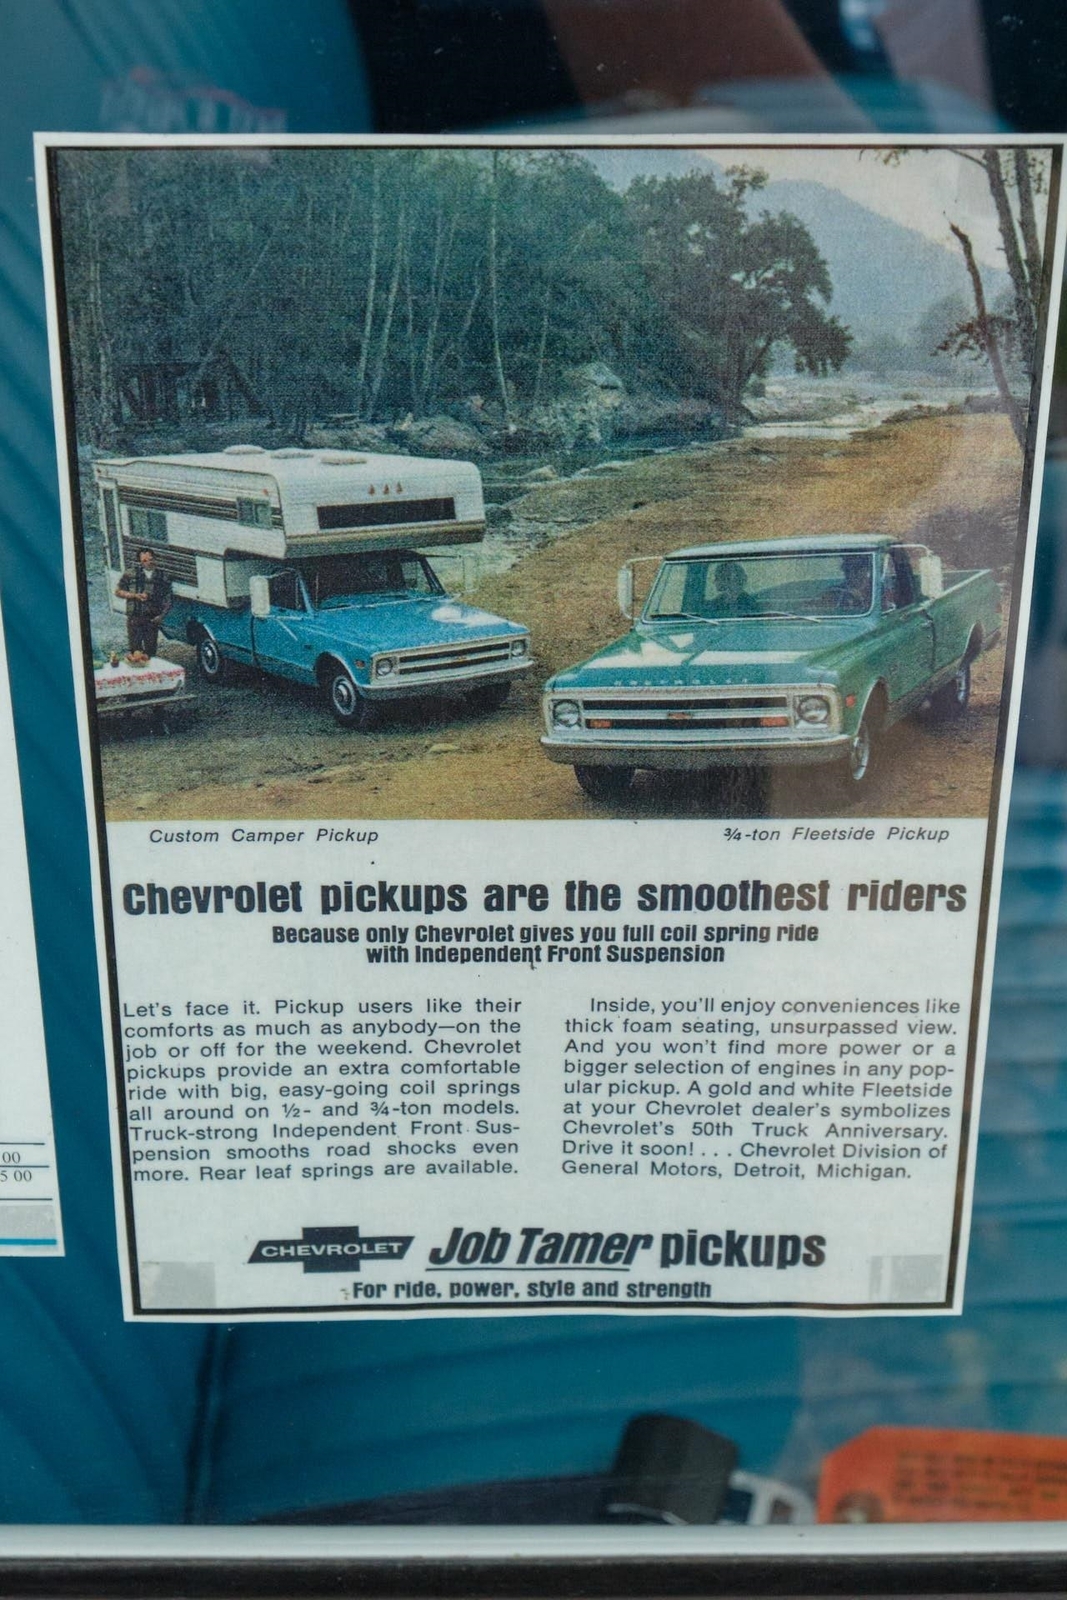 CHEVROLET
Custom Camper Pickup
¾-ton Fleetside Pickup
Chevrolet pickups are the smoothest riders
Because only Chevrolet gives you full coil spring ride
with Independent Front Suspension
Let's face it. Pickup users like their
comforts as much as anybody—on the
job or off for the weekend. Chevrolet
pickups provide an extra comfortable
ride with big, easy-going coil springs
all around on ½- and ¾-ton models.
Truck-strong Independent Front Sus-
pension smooths road shocks even
more. Rear leaf springs are available.
Inside, you'll enjoy conveniences like
thick foam seating, unsurpassed view.
And you won't find more power or a
bigger selection of engines in any pop-
ular pickup. A gold and white Fleetside
at your Chevrolet dealer's symbolizes
Chevrolet's 50th Truck Anniversary.
Drive it soon! . . . Chevrolet Division of
General Motors, Detroit, Michigan.
CHEVROLET Job Tamer pickups
For ride, power, style and strength
00
5 00